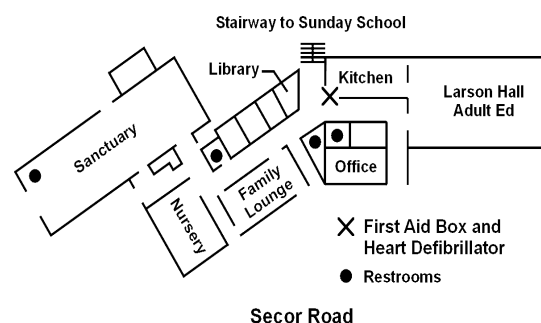 Stairway to Sunday School
Library
Kitchen
Larson Hall
Adult Ed
Sanctuary
Office
Family
Lounge
Nursery
First Aid Box and
Heart Defibrillator
Restrooms
Secor Road